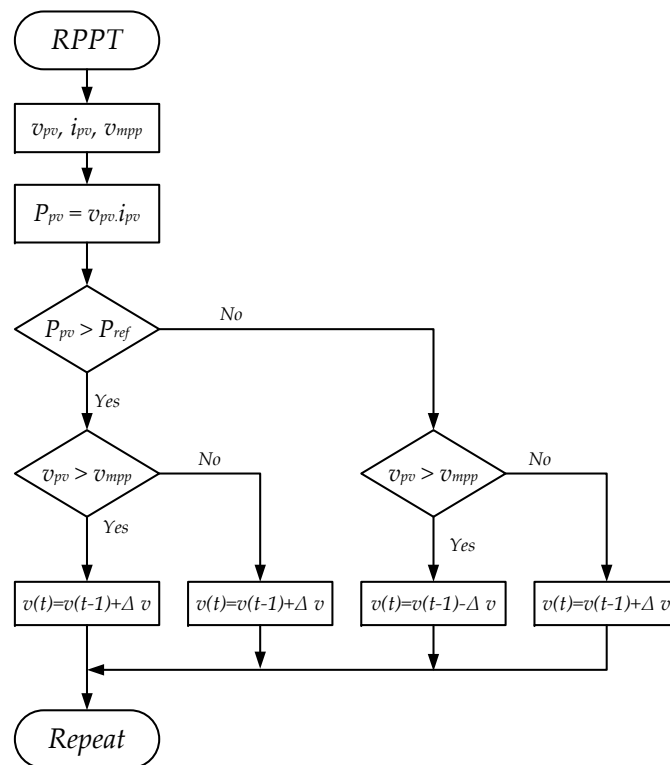 RPPT
vpv, ipv, vmpp
Ppv = vpv.ipv
Ppv > Pref
No
Yes
vpv > vmpp
No
Yes
vpv > vmpp
No
Yes
v(t)=v(t-1)+Δ v
v(t)=v(t-1)+Δ v
v(t)=v(t-1)-Δ v
v(t)=v(t-1)+Δ v
Repeat